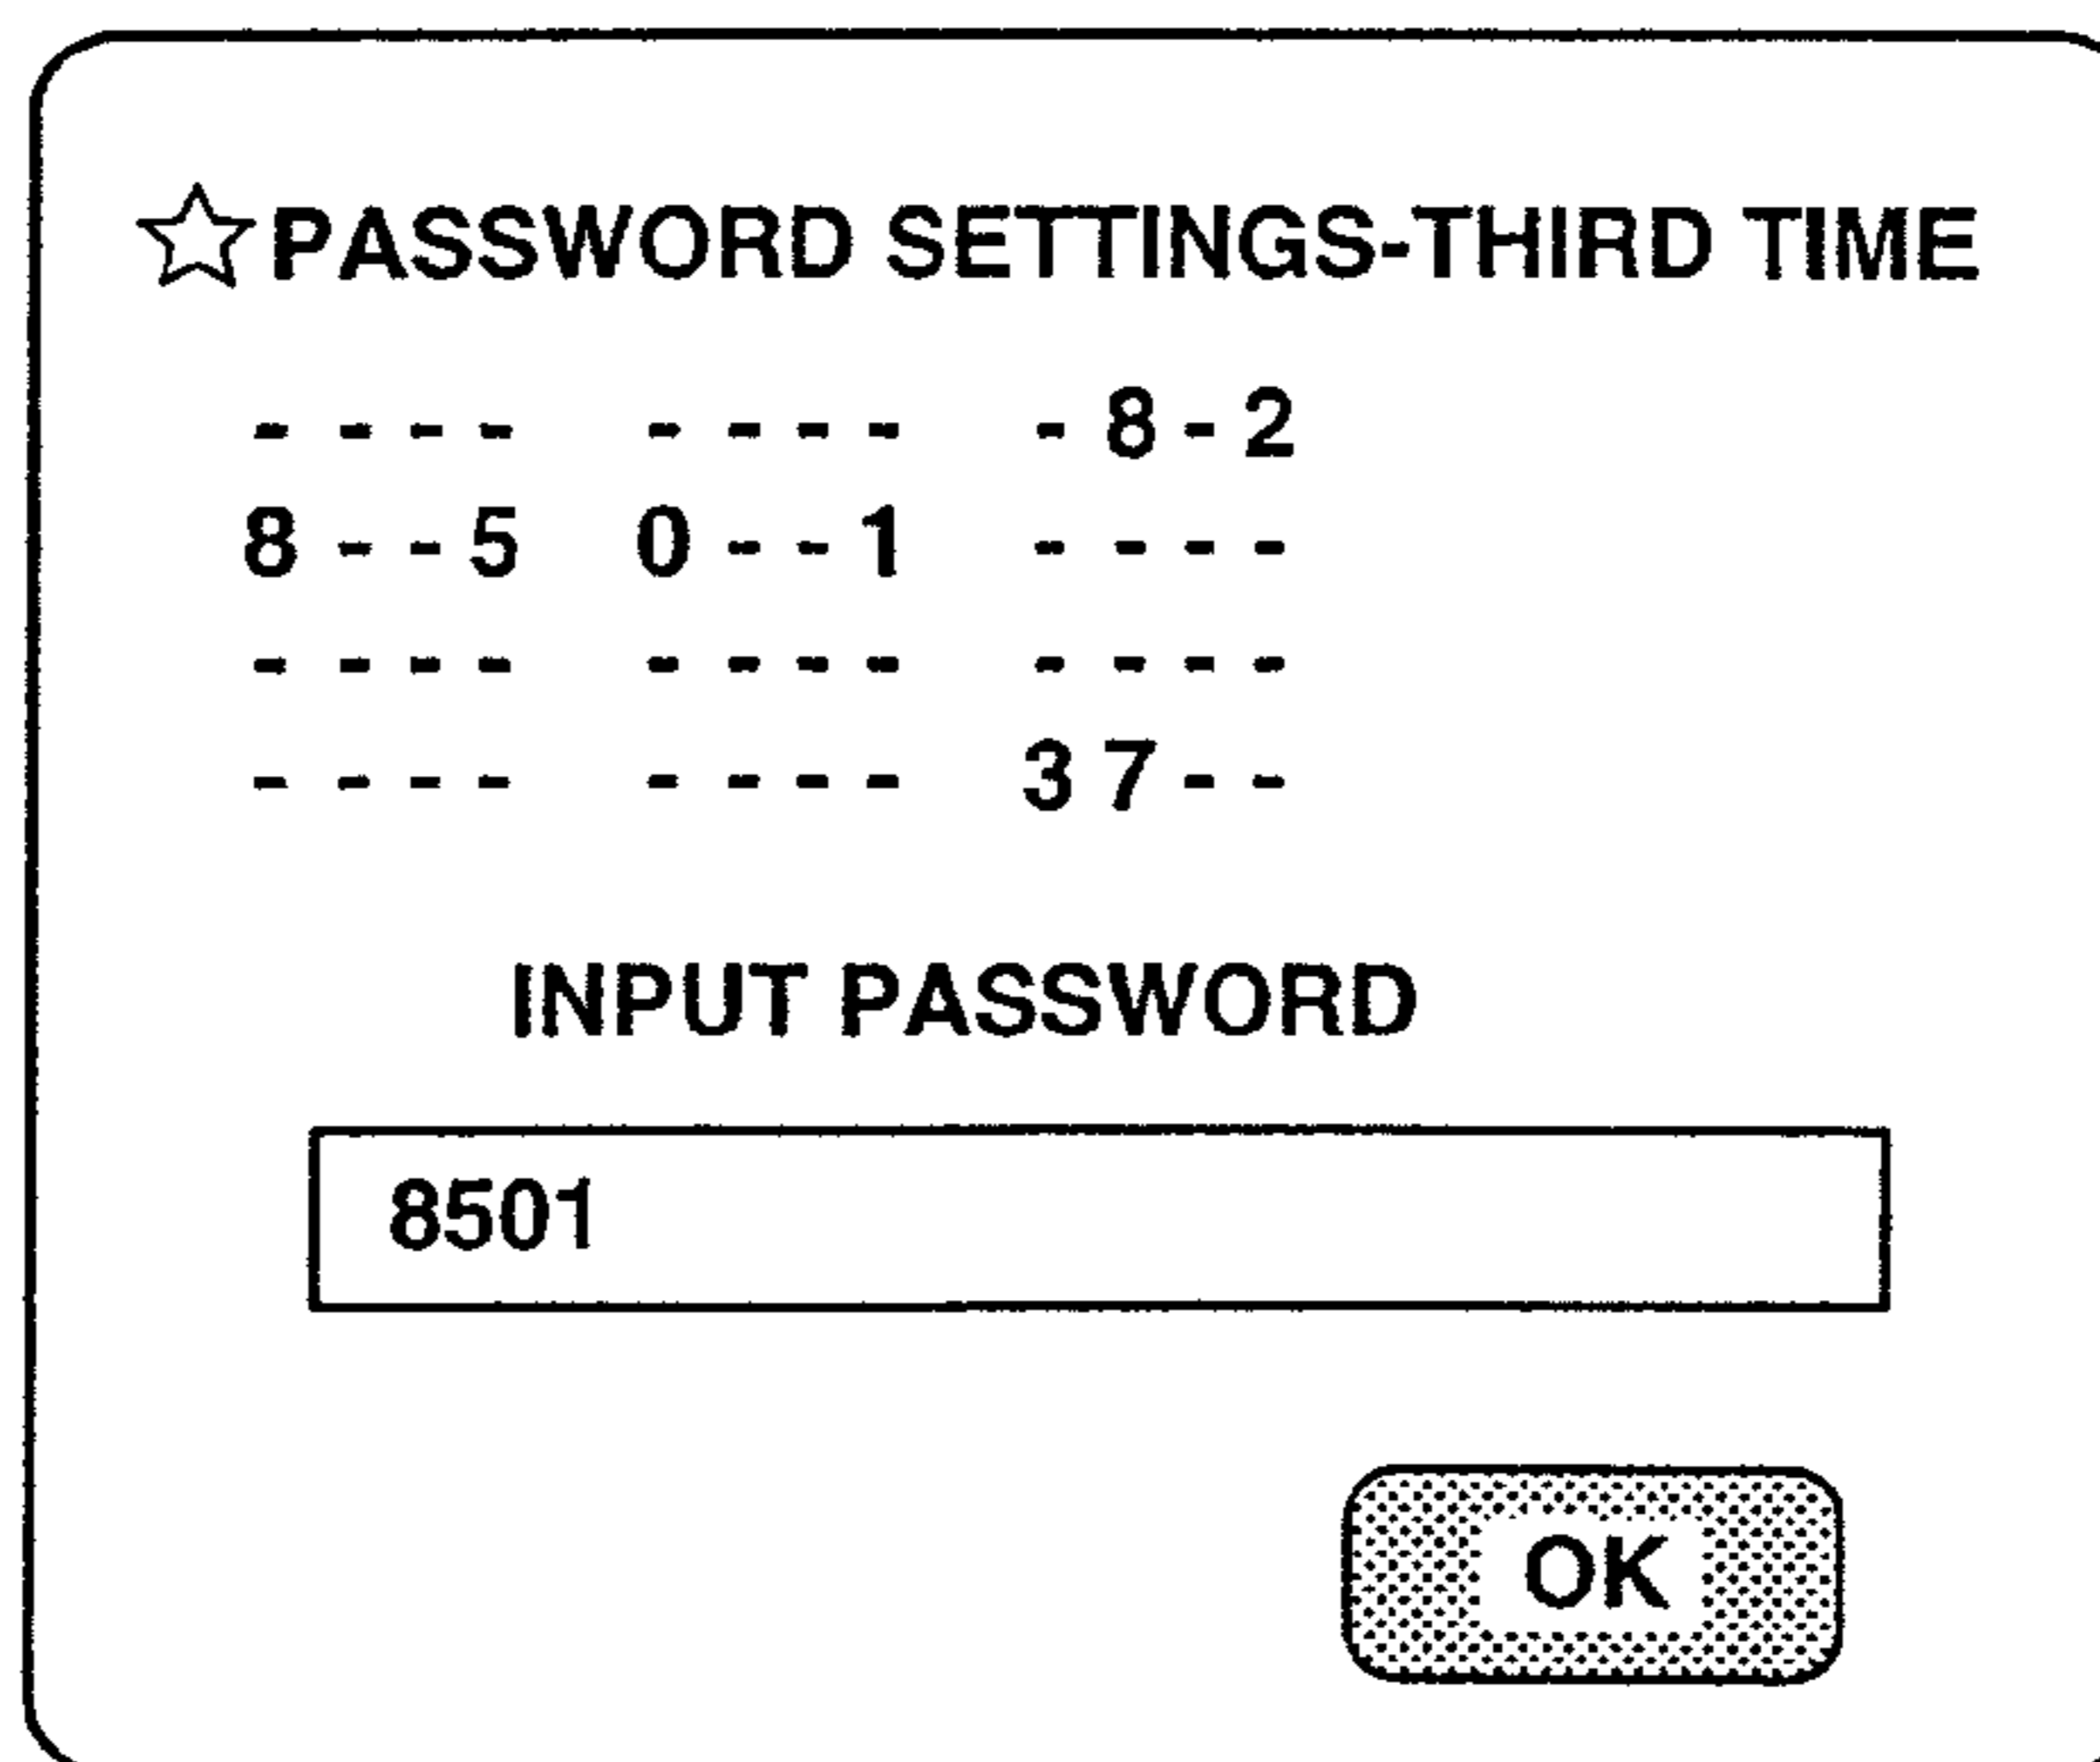 ☆PASSWORD SETTINGS-THIRD TIME
- - - - - - - - - 8 - 2
8 - - 5 0 - - 1 - - - -
- - - - - - - - - - - -
- - - - - - - - 3 7 - -
INPUT PASSWORD
8501
OK